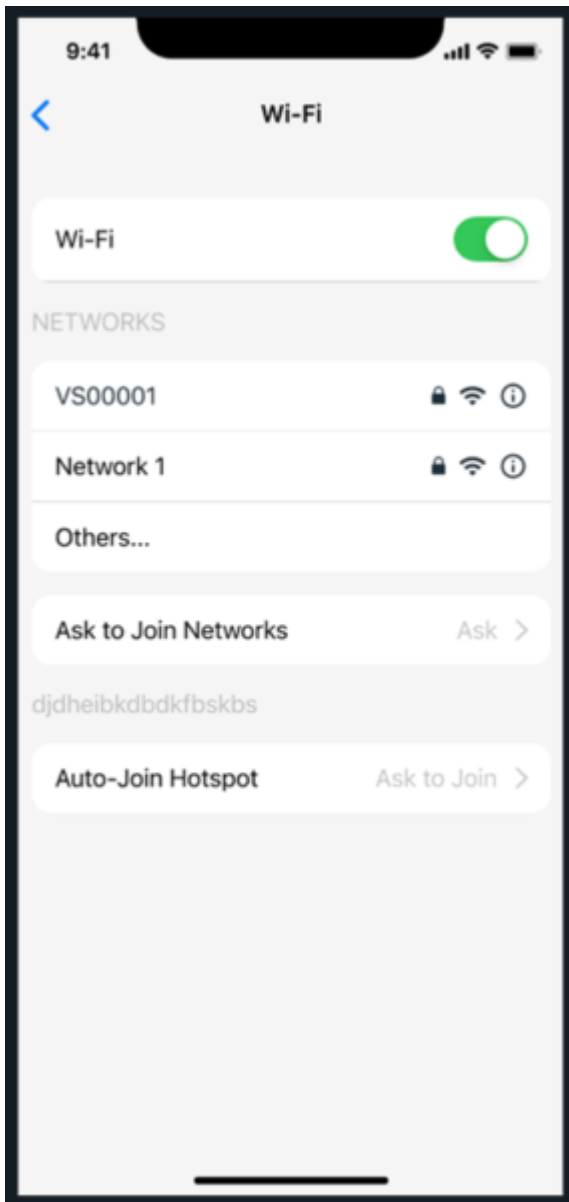 9:41
Wi-Fi
Wi-Fi
NETWORKS
VS00001
Network 1
Others...
Ask to Join Networks Ask
djdheibkdbdkfbskbs
Auto-Join Hotspot Ask to Join